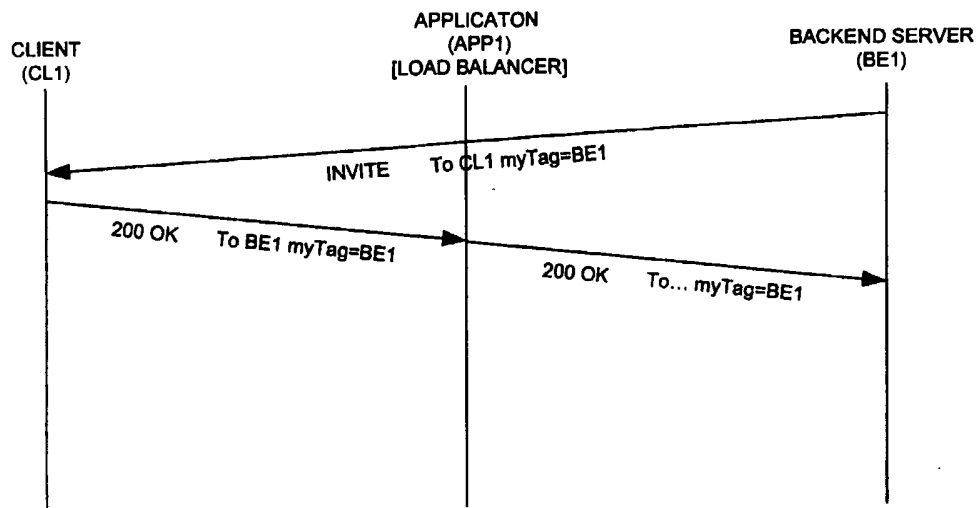 CLIENT
(CL1)
APPLICATON
(APP1)
[LOAD BALANCER]
BACKEND SERVER
(BE1)
INVITE To CL1 myTag=BE1
200 OK To BE1 myTag=BE1
200 OK To... myTag=BE1